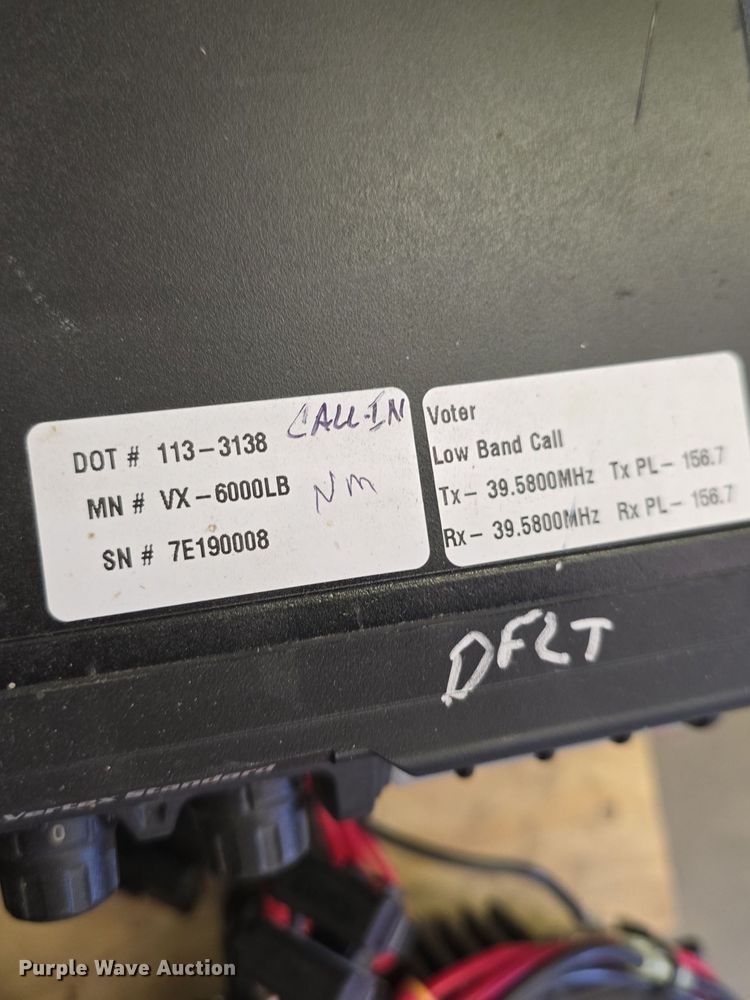 DOT # 113-3138 CALL-IN
MN # VX-6000LB NM
SN # 7E190008
Voter
Low Band Call
Tx- 39.5800MHz Tx PL- 156.7
Rx- 39.5800MHz Rx PL- 156.7
DFLT
Vertex Standard
0
Purple Wave Auction